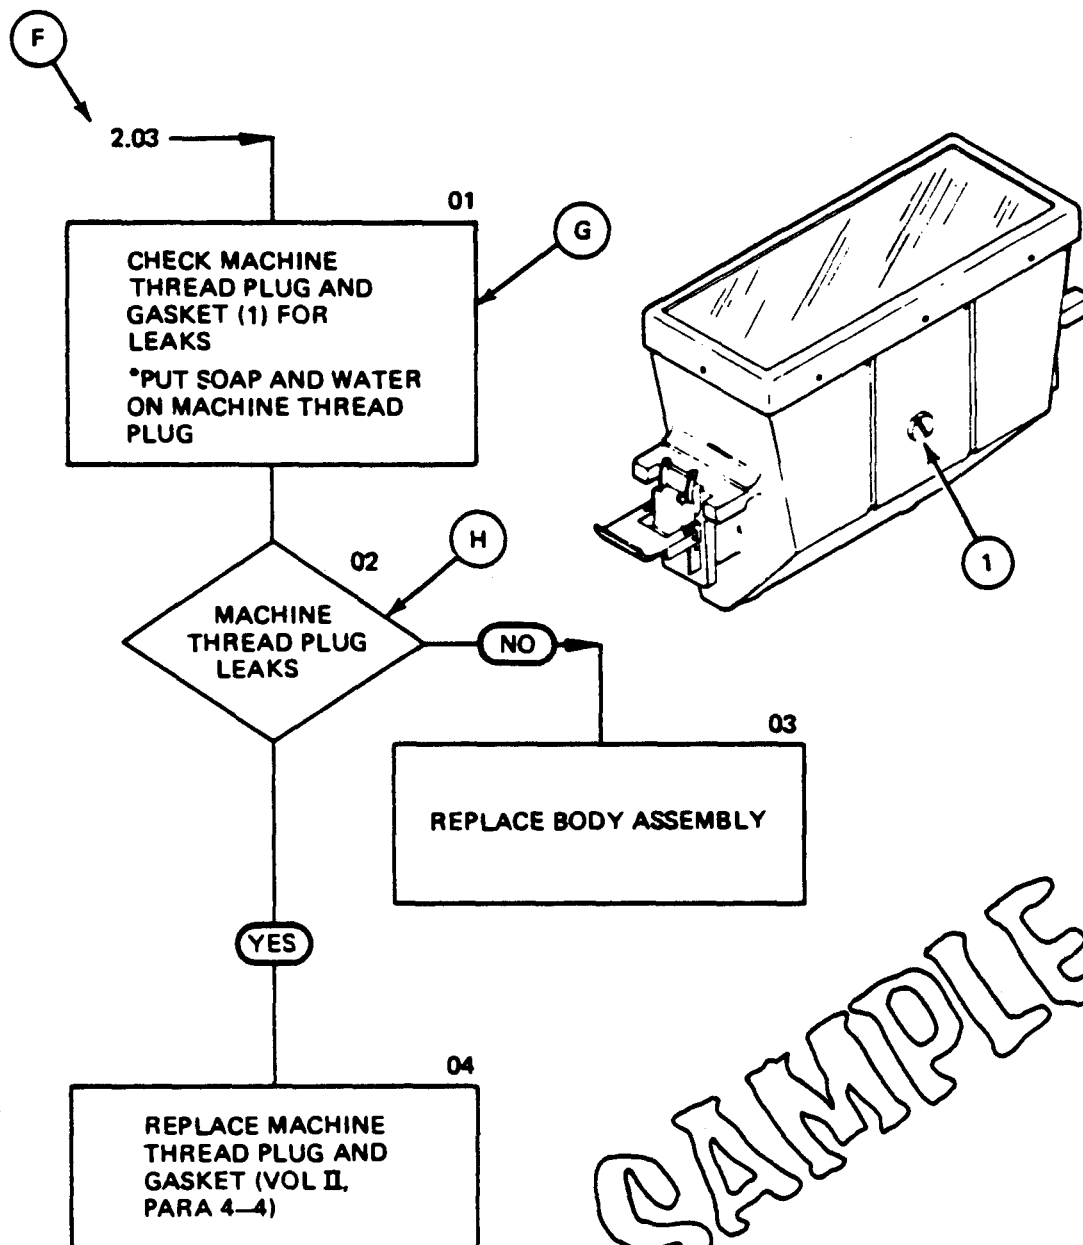 F
2.03
01
CHECK MACHINE
THREAD PLUG AND
GASKET (1) FOR
LEAKS
*PUT SOAP AND WATER
ON MACHINE THREAD
PLUG
G
1
02
H
MACHINE
THREAD PLUG
LEAKS
NO
03
REPLACE BODY ASSEMBLY
YES
04
REPLACE MACHINE
THREAD PLUG AND
GASKET (VOL II,
PARA 4—4)
SAMPLE